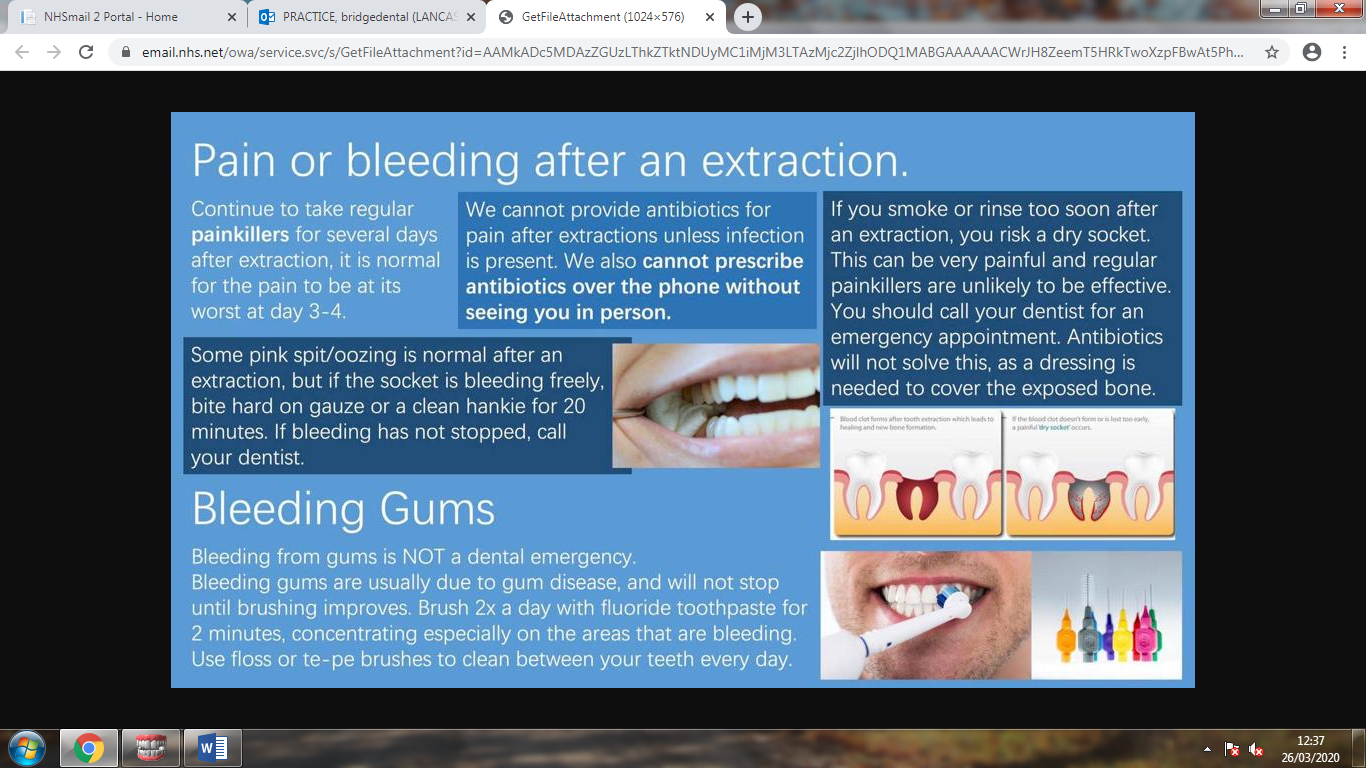 NHSmail 2 Portal - Home
PRACTICE, bridgedental (LANCAS
GetFileAttachment (1024×576)
email.nhs.net/owa/service.svc/s/GetFileAttachment?id=AAMkADc5MDAzZGUzLThkZTktNDUyMC1iMjM3LTAzMjc2ZjlhODQ1MABGAAAAAACWrJH8ZeemT5HRkTwoXzpFBwAt5Ph...
Pain or bleeding after an extraction.
Continue to take regular
painkillers for several days
after extraction, it is normal
for the pain to be at its
worst at day 3-4.
We cannot provide antibiotics for
pain after extractions unless infection
is present. We also cannot prescribe
antibiotics over the phone without
seeing you in person.
If you smoke or rinse too soon after
an extraction, you risk a dry socket.
This can be very painful and regular
painkillers are unlikely to be effective.
You should call your dentist for an
emergency appointment. Antibiotics
will not solve this, as a dressing is
needed to cover the exposed bone.
Some pink spit/oozing is normal after an
extraction, but if the socket is bleeding freely,
bite hard on gauze or a clean hankie for 20
minutes. If bleeding has not stopped, call
your dentist.
Blood clot forms after tooth extraction which leads to
healing and new bone formation.
If the blood clot doesn't form or is lost too early,
a painful 'dry socket' occurs.
Bleeding Gums
Bleeding from gums is NOT a dental emergency.
Bleeding gums are usually due to gum disease, and will not stop
until brushing improves. Brush 2x a day with fluoride toothpaste for
2 minutes, concentrating especially on the areas that are bleeding.
Use floss or te-pe brushes to clean between your teeth every day.
12:37
26/03/2020